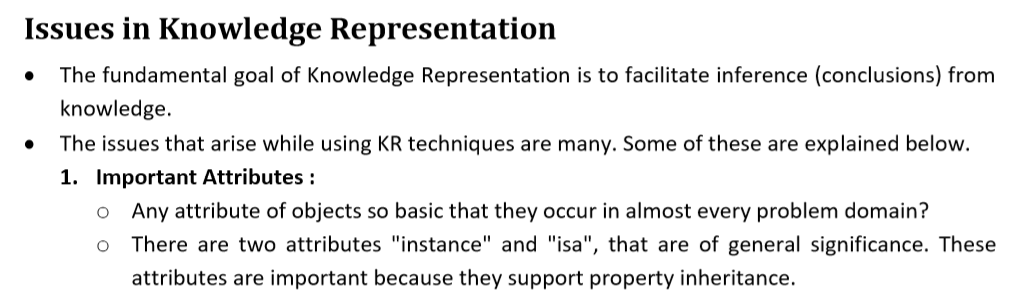 Issues in Knowledge Representation
• The fundamental goal of Knowledge Representation is to facilitate inference (conclusions) from
knowledge.
• The issues that arise while using KR techniques are many. Some of these are explained below.
1. Important Attributes :
○ Any attribute of objects so basic that they occur in almost every problem domain?
○ There are two attributes "instance" and "isa", that are of general significance. These
attributes are important because they support property inheritance.